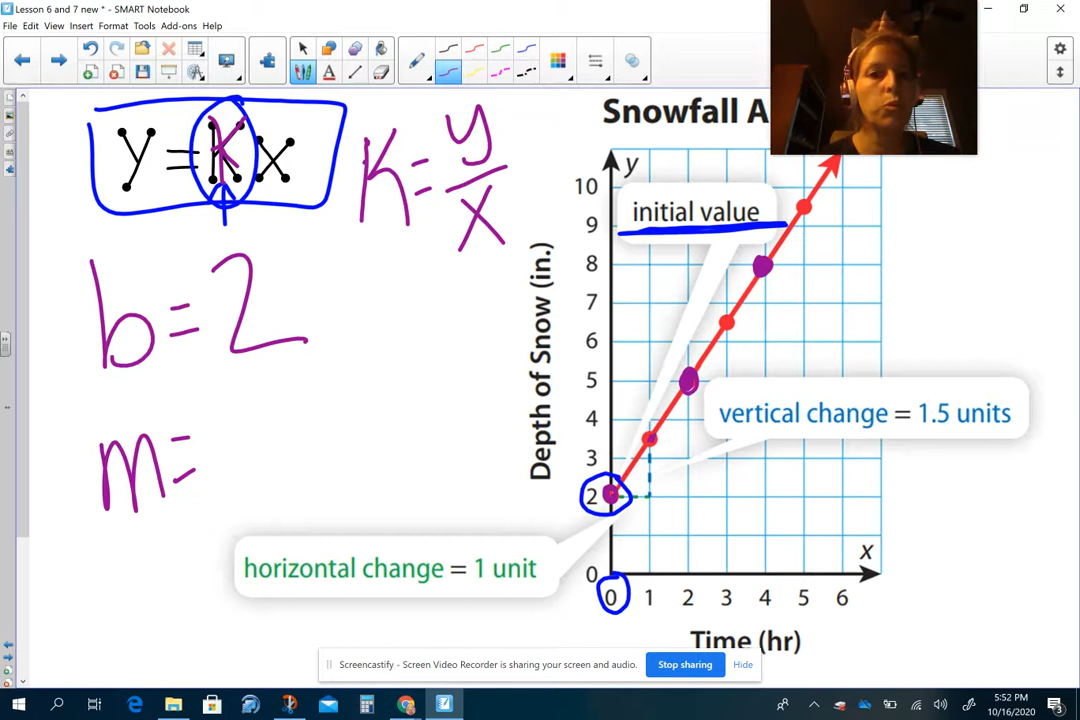 Lesson 6 and 7 new * - SMART Notebook
File Edit View Insert Format Tools Add-ons Help
y = K x
K = y/x
b = 2
m =
Snowfall A
y
10
9
8
7
6
5
4
3
2
0
Depth of Snow (in.)
initial value
vertical change = 1.5 units
horizontal change = 1 unit
x
0 1 2 3 4 5 6
Time (hr)
Screencastify - Screen Video Recorder is sharing your screen and audio. Stop sharing Hide
5:52 PM
10/16/2020
3